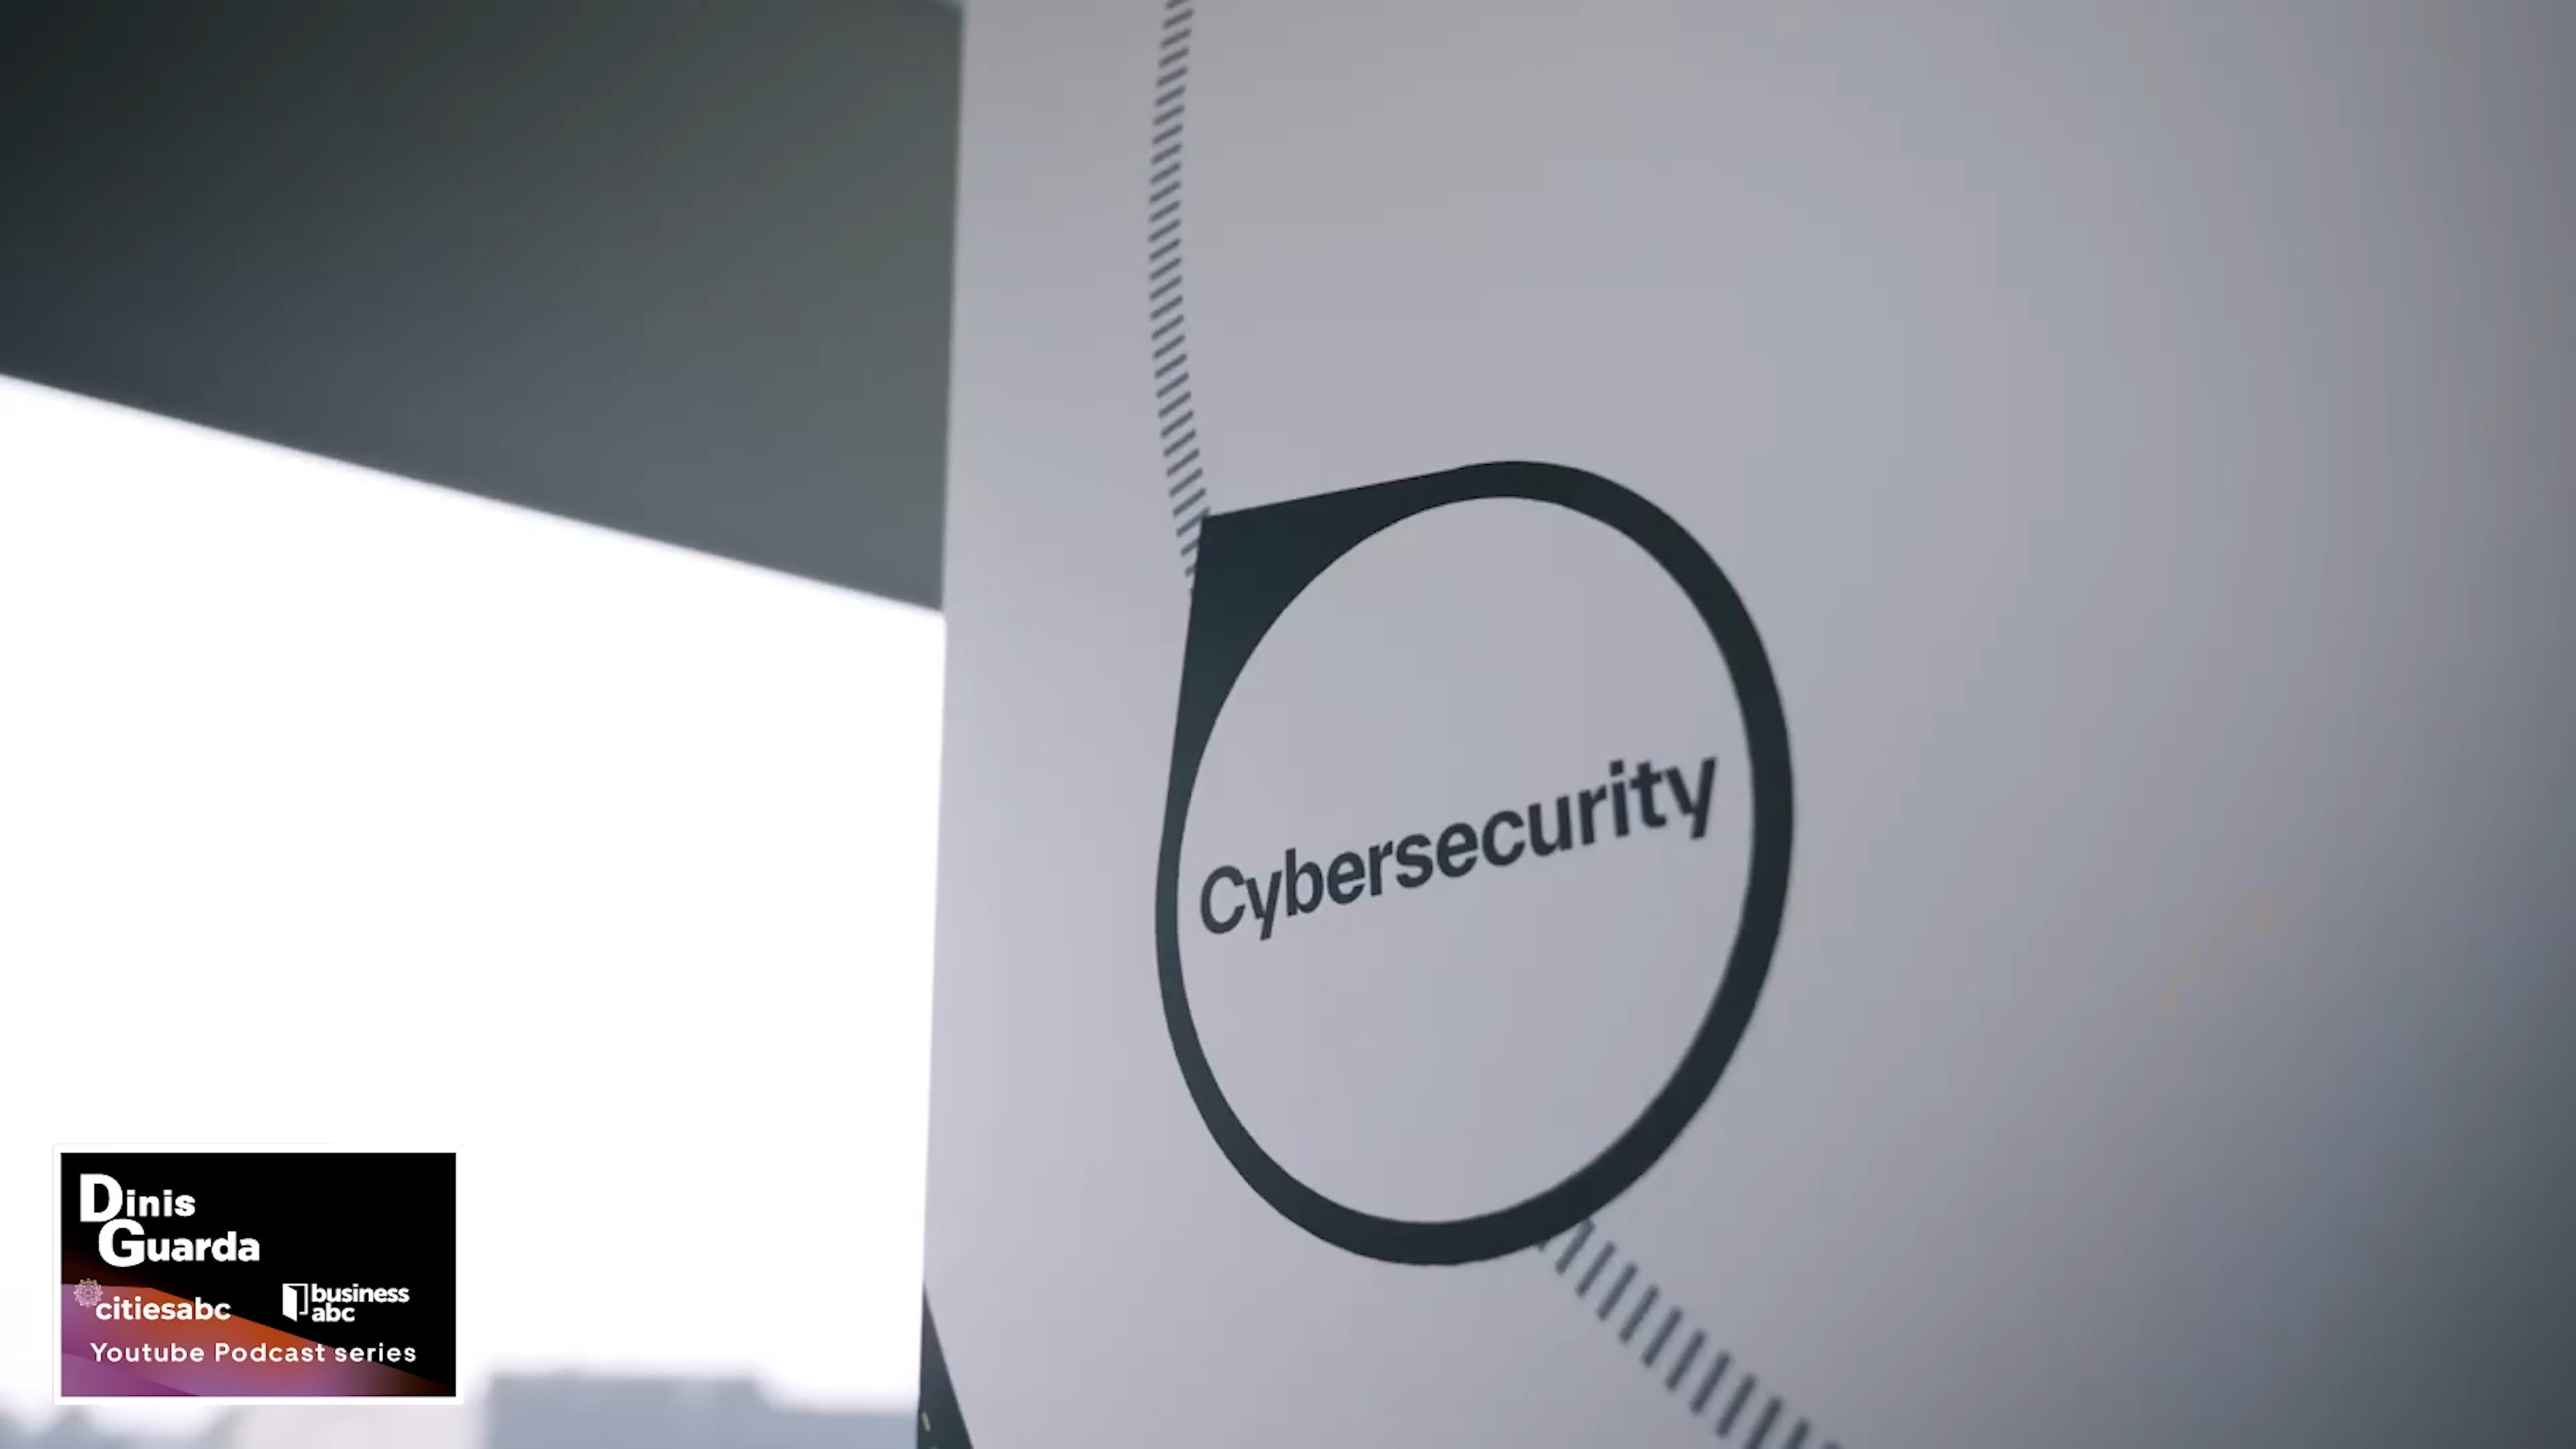 Cybersecurity
Dinis
Guarda
citiesabc
business
abc
Youtube Podcast series